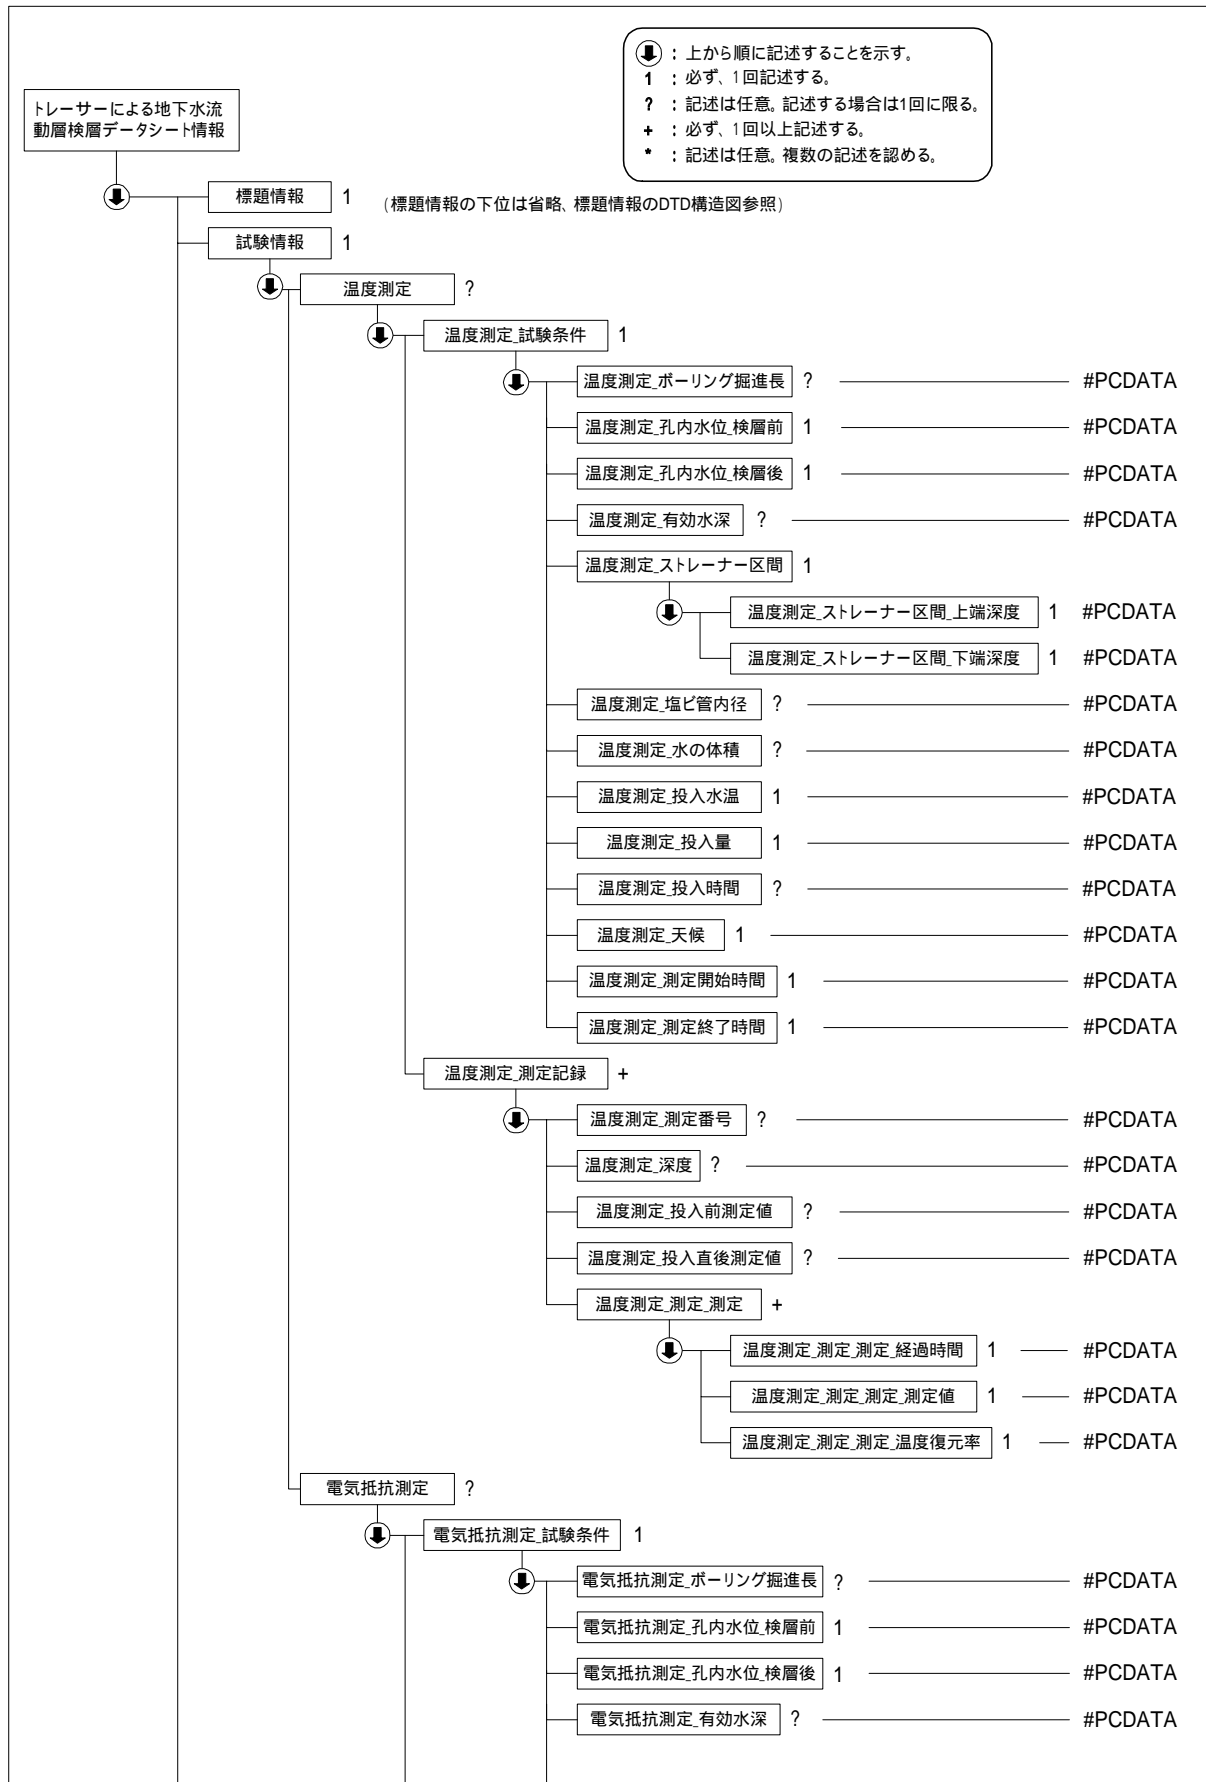 ：上から順に記述することを示す。
1 ：必ず、1回記述する。
? ：記述は任意。記述する場合は1回に限る。
+ ：必ず、1回以上記述する。
* ：記述は任意。複数の記述を認める。
トレーサーによる地下水流
動層検層データシート情報
標題情報 1 （標題情報の下位は省略、標題情報のDTD構造図参照）
試験情報 1
温度測定 ?
温度測定_試験条件 1
温度測定_ボーリング掘進長 ? #PCDATA
温度測定_孔内水位_検層前 1 #PCDATA
温度測定_孔内水位_検層後 1 #PCDATA
温度測定_有効水深 ? #PCDATA
温度測定_ストレーナー区間 1
温度測定_ストレーナー区間_上端深度 1 #PCDATA
温度測定_ストレーナー区間_下端深度 1 #PCDATA
温度測定_塩ビ管内径 ? #PCDATA
温度測定_水の体積 ? #PCDATA
温度測定_投入水温 1 #PCDATA
温度測定_投入量 1 #PCDATA
温度測定_投入時間 ? #PCDATA
温度測定_天候 1 #PCDATA
温度測定_測定開始時間 1 #PCDATA
温度測定_測定終了時間 1 #PCDATA
温度測定_測定記録 +
温度測定_測定番号 ? #PCDATA
温度測定_深度 ? #PCDATA
温度測定_投入前測定値 ? #PCDATA
温度測定_投入直後測定値 ? #PCDATA
温度測定_測定_測定 +
温度測定_測定_測定_経過時間 1 #PCDATA
温度測定_測定_測定_測定値 1 #PCDATA
温度測定_測定_測定_温度復元率 1 #PCDATA
電気抵抗測定 ?
電気抵抗測定_試験条件 1
電気抵抗測定_ボーリング掘進長 ? #PCDATA
電気抵抗測定_孔内水位_検層前 1 #PCDATA
電気抵抗測定_孔内水位_検層後 1 #PCDATA
電気抵抗測定_有効水深 ? #PCDATA